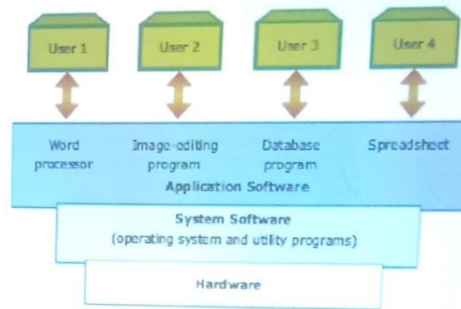 User 1 User 2 User 3 User 4
Word Image-editing Database Spreadsheet
processor program program
Application Software
System Software
(operating system and utility programs)
Hardware